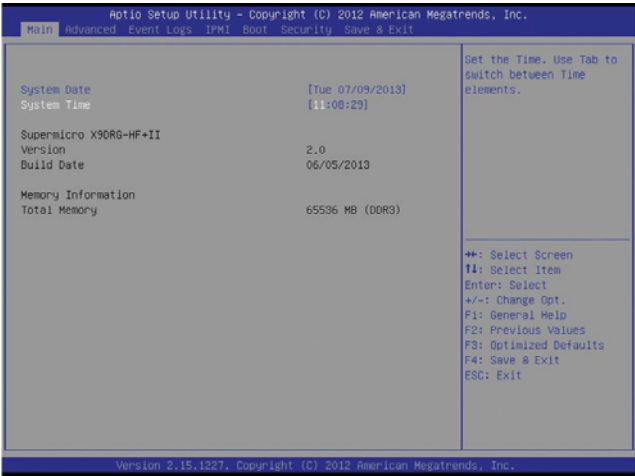 Aptio Setup Utility – Copyright (C) 2012 American Megatrends, Inc.
Main Advanced Event Logs IPMI Boot Security Save & Exit
System Date [Tue 07/09/2013]
System Time [11:08:29]
Supermicro X9DRG-HF+II
Version 2.0
Build Date 06/05/2013
Memory Information
Total Memory 65536 MB (DDR3)
Set the Time. Use Tab to
switch between Time
elements.
→←: Select Screen
↑↓: Select Item
Enter: Select
+/-: Change Opt.
F1: General Help
F2: Previous Values
F3: Optimized Defaults
F4: Save & Exit
ESC: Exit
Version 2.15.1227. Copyright (C) 2012 American Megatrends, Inc.